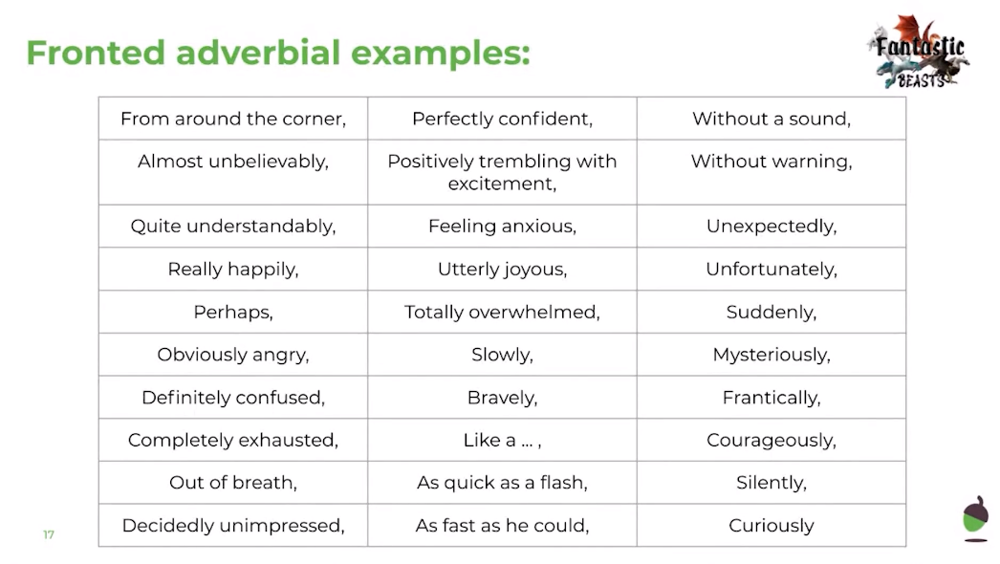 Fronted adverbial examples:
Fantastic
BEASTS
From around the corner,
Perfectly confident,
Without a sound,
Almost unbelievably,
Positively trembling with
excitement,
Without warning,
Quite understandably,
Feeling anxious,
Unexpectedly,
Really happily,
Utterly joyous,
Unfortunately,
Perhaps,
Totally overwhelmed,
Suddenly,
Obviously angry,
Slowly,
Mysteriously,
Definitely confused,
Bravely,
Frantically,
Completely exhausted,
Like a ... ,
Courageously,
Out of breath,
As quick as a flash,
Silently,
Decidedly unimpressed,
As fast as he could,
Curiously
17